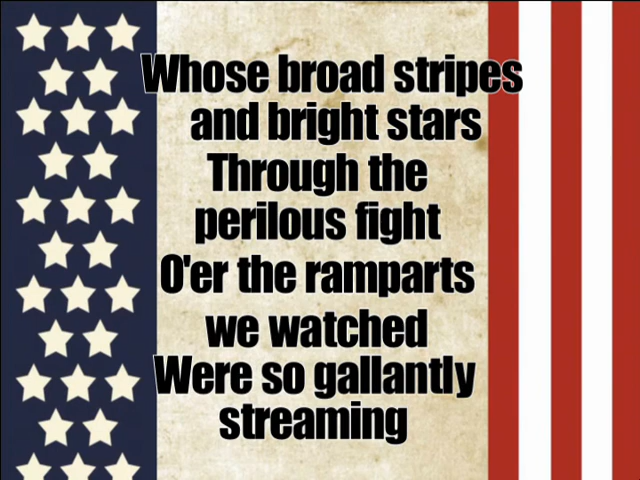 Whose broad stripes
and bright stars
Through the
perilous fight
O'er the ramparts
we watched
Were so gallantly
streaming